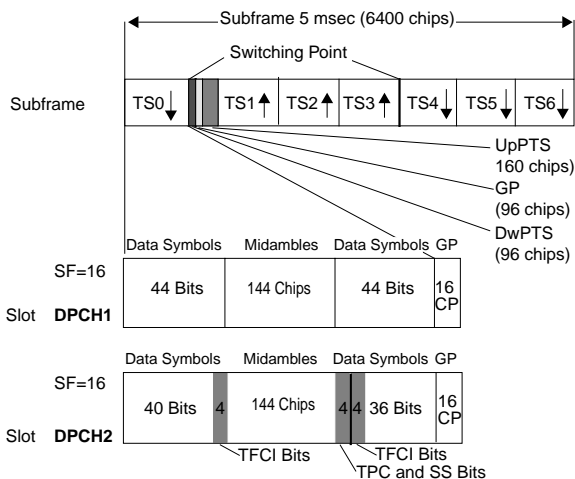 Subframe 5 msec (6400 chips)
Switching Point
Subframe TS0 TS1 TS2 TS3 TS4 TS5 TS6
UpPTS
160 chips)
GP
(96 chips)
DwPTS
(96 chips)
Data Symbols Midambles Data Symbols GP
SF=16
44 Bits 144 Chips 44 Bits 16
CP
Slot DPCH1
Data Symbols Midambles Data Symbols GP
SF=16
40 Bits 4 144 Chips 4 4 36 Bits 16
CP
Slot DPCH2
TFCI Bits TFCI Bits
TPC and SS Bits